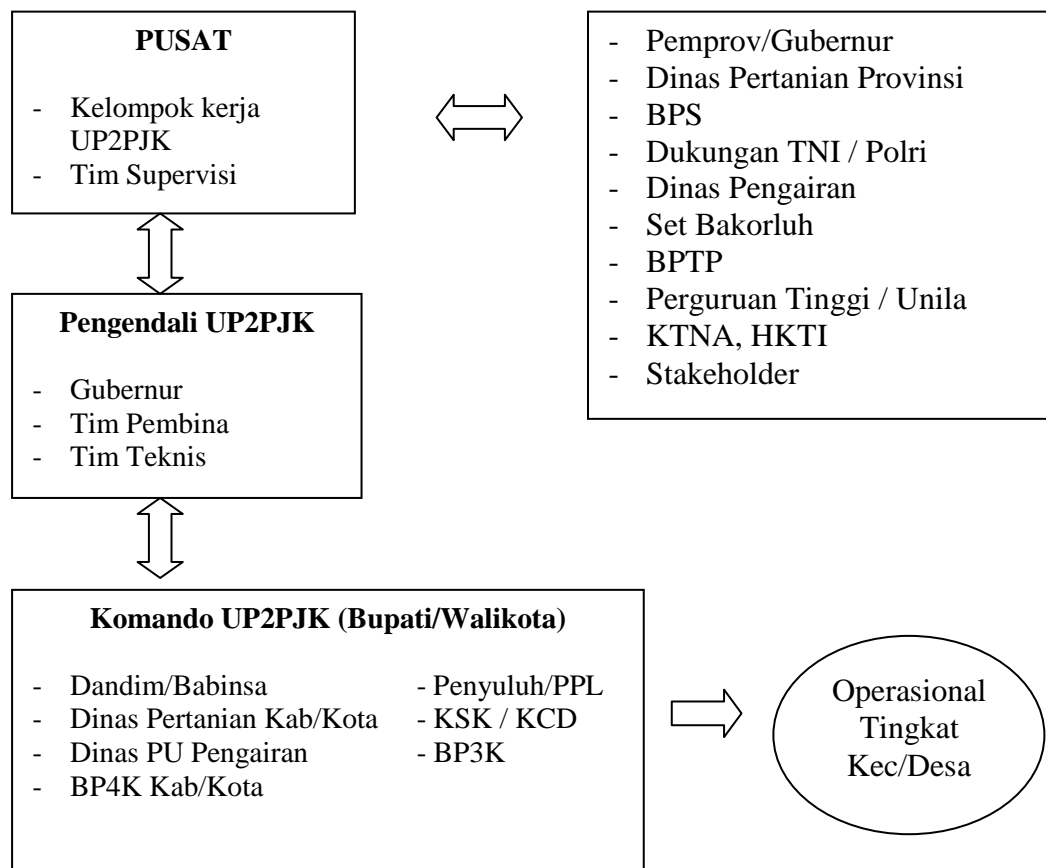 PUSAT
- Kelompok kerja
UP2PJK
- Tim Supervisi
- Pemprov/Gubernur
- Dinas Pertanian Provinsi
- BPS
- Dukungan TNI / Polri
- Dinas Pengairan
- Set Bakorluh
- BPTP
- Perguruan Tinggi / Unila
- KTNA, HKTI
- Stakeholder
Pengendali UP2PJK
- Gubernur
- Tim Pembina
- Tim Teknis
Komando UP2PJK (Bupati/Walikota)
- Dandim/Babinsa
- Dinas Pertanian Kab/Kota
- Dinas PU Pengairan
- BP4K Kab/Kota
- Penyuluh/PPL
- KSK / KCD
- BP3K
Operasional
Tingkat
Kec/Desa